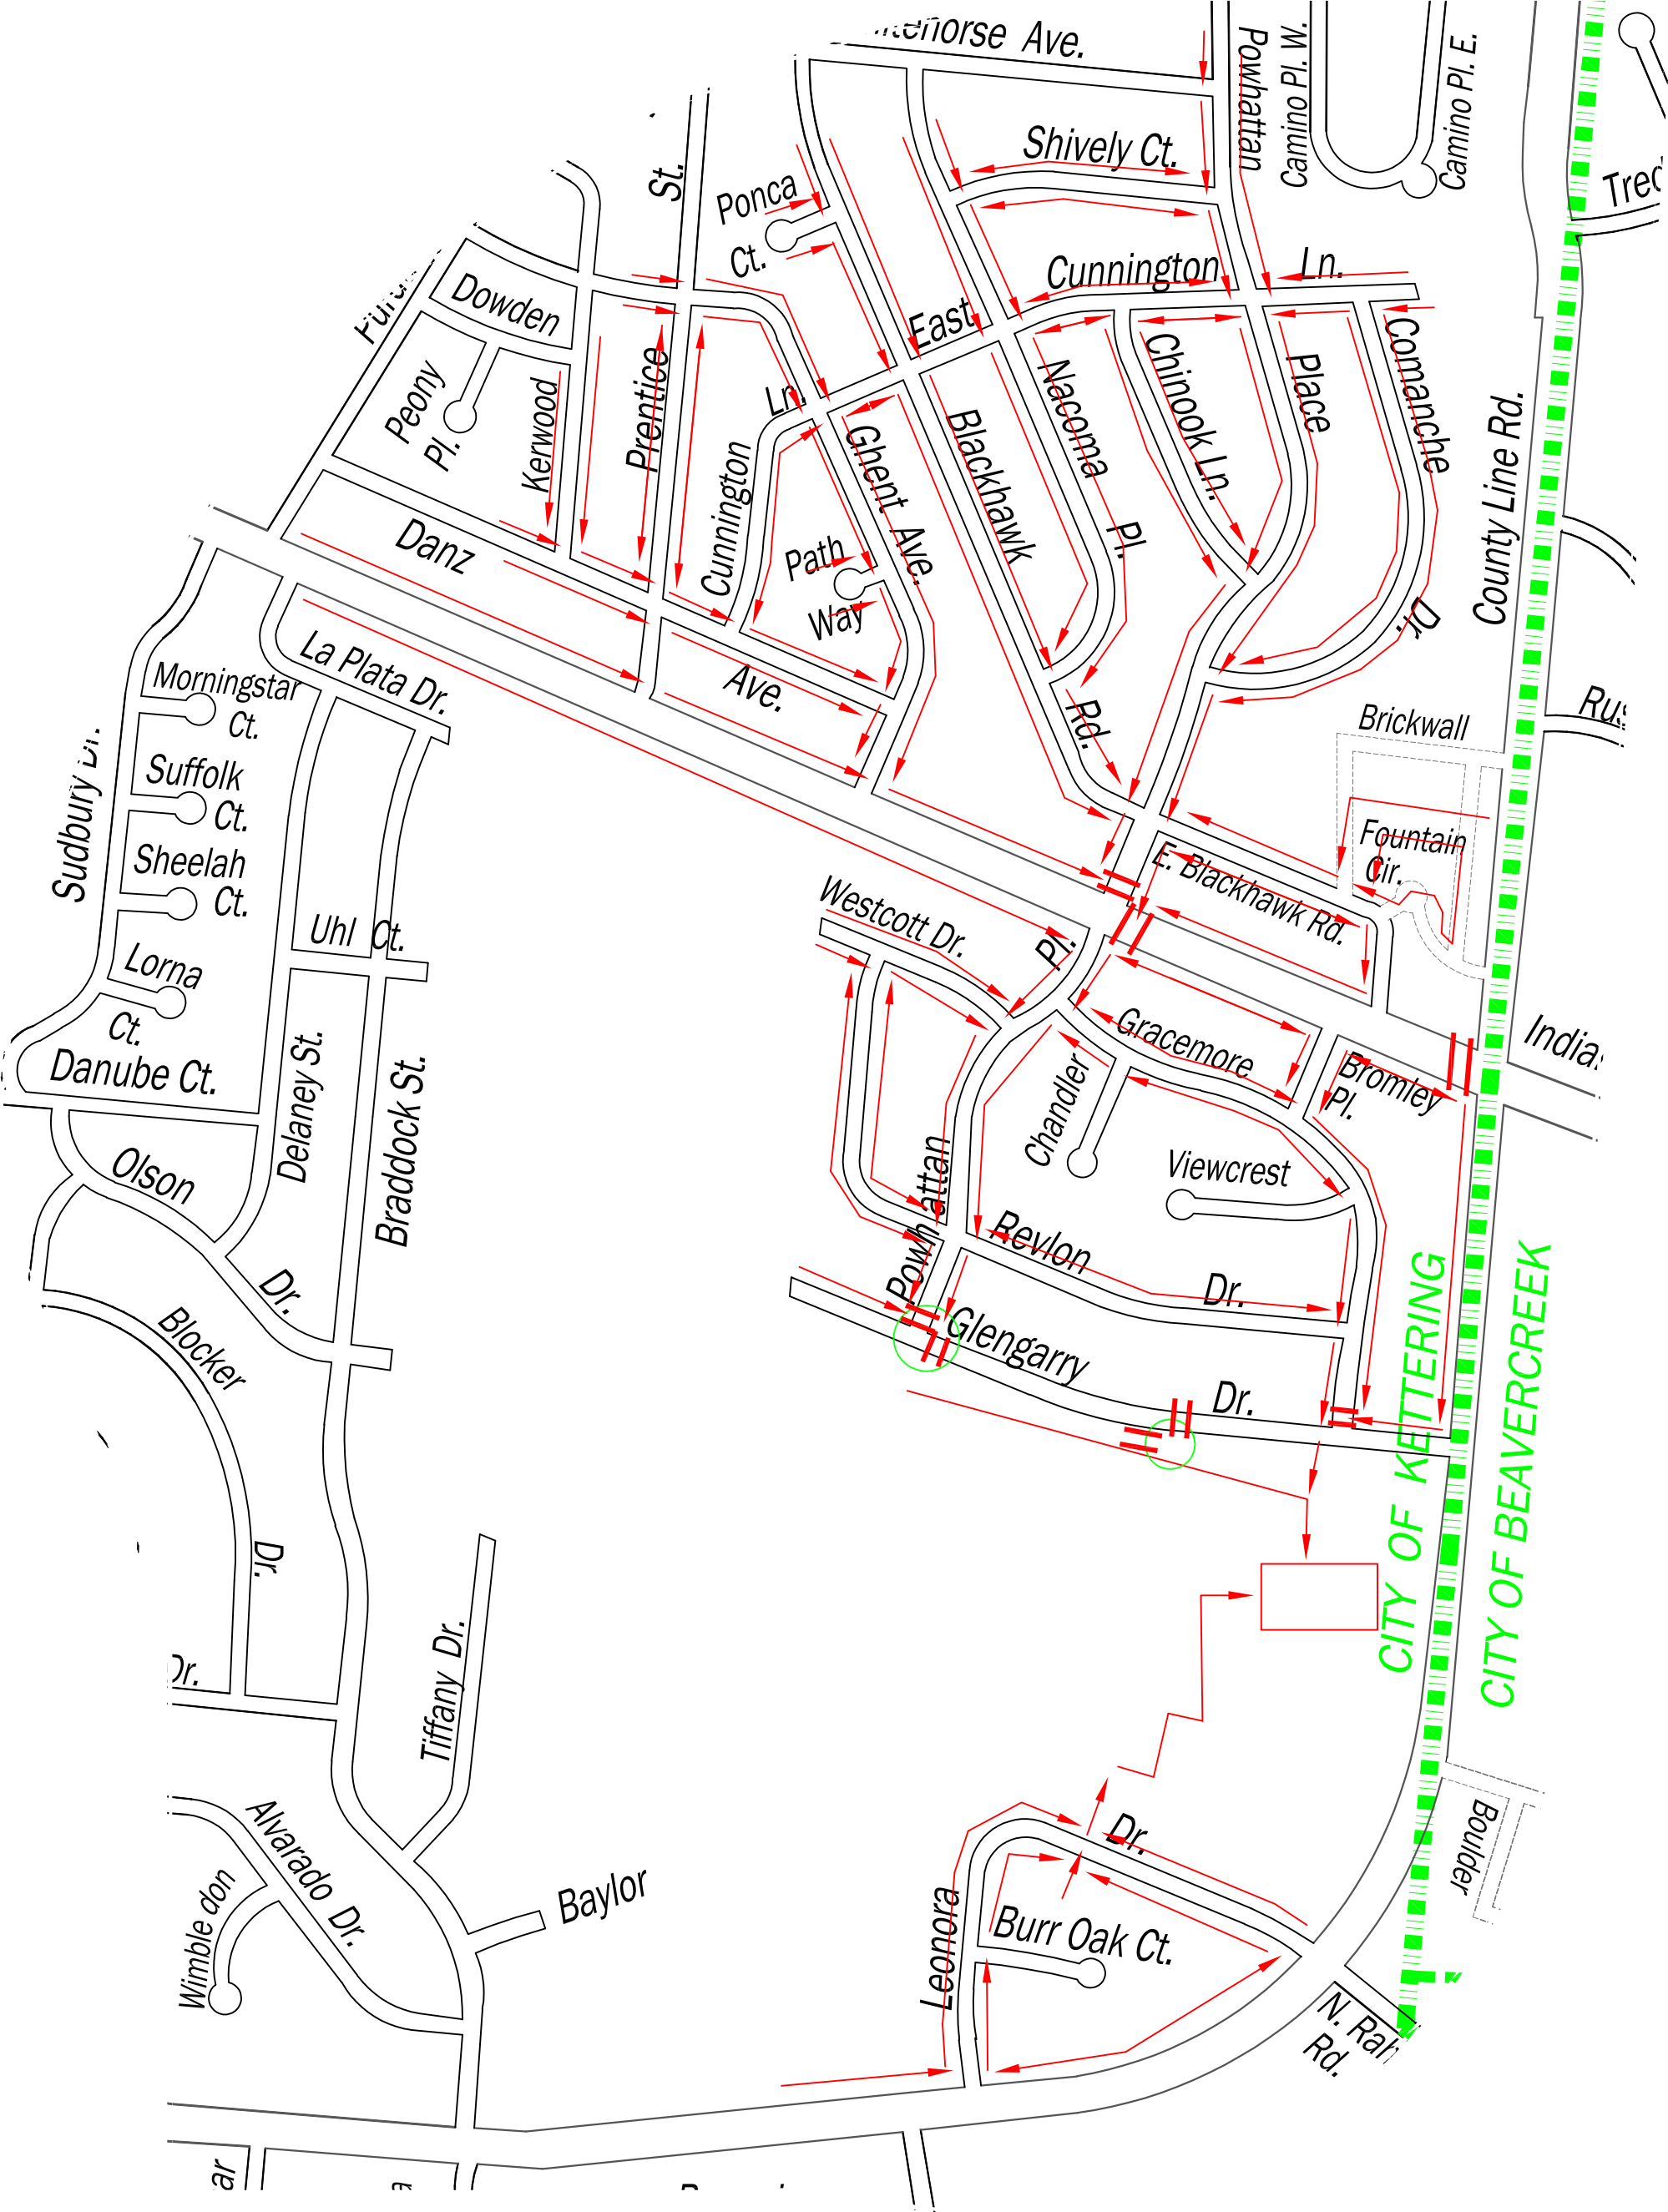 Ave.
Powhattan
Camino Pl. W.
Camino Pl. E.
St.
Shively Ct.
Ponca
Ct.
Cunnington
Ln.
Dowden
East
Peony
Pl.
Kerwood
Prentice
Ln.
Cunnington
Ghent
Ave.
Blackhawk
Rd.
Nacoma
Pl.
Chinook Ln.
Place
Comanche
Dr.
County Line Rd.
Danz
Ave.
Path
Way
La Plata Dr.
Morningstar
Ct.
Suffolk
Ct.
Sheelah
Ct.
Lorna
Ct.
Sudbury Dr.
Uhl Ct.
Danube Ct.
Delaney St.
Braddock St.
Brickwall
Fountain
Cir.
E. Blackhawk Rd.
Westcott Dr.
Pl.
Gracemore
Chandler
Bromley
Pl.
Viewcrest
Powhattan
Revlon
Dr.
Glengarry
Dr.
Olson
Dr.
Blocker
Dr.
CITY OF KETTERING
CITY OF BEAVERCREEK
Dr.
Tiffany Dr.
Alvarado Dr.
Wimble don
Baylor
Dr.
Leonora
Burr Oak Ct.
Boulder
N. Rah
Rd.